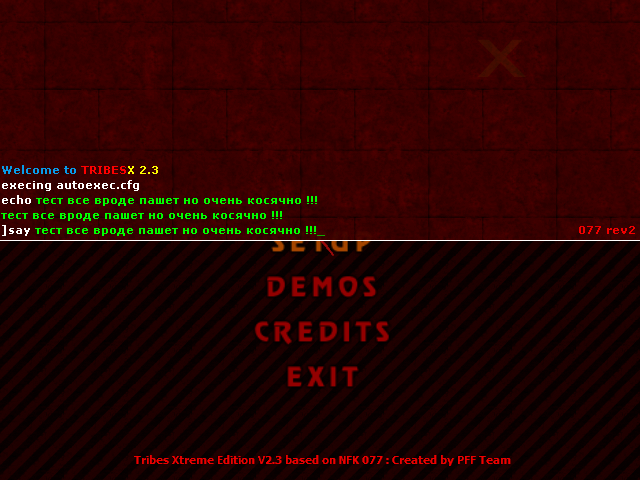 X
Welcome to TRIBESX 2.3
execing autoexec.cfg
echo тест все вроде пашет но очень косячно !!!
тест все вроде пашет но очень косячно !!!
]say тест все вроде пашет но очень косячно !!!_
077 rev2
SETUP
DEMOS
CREDITS
EXIT
Tribes Xtreme Edition V2.3 based on NFK 077 : Created by PFF Team